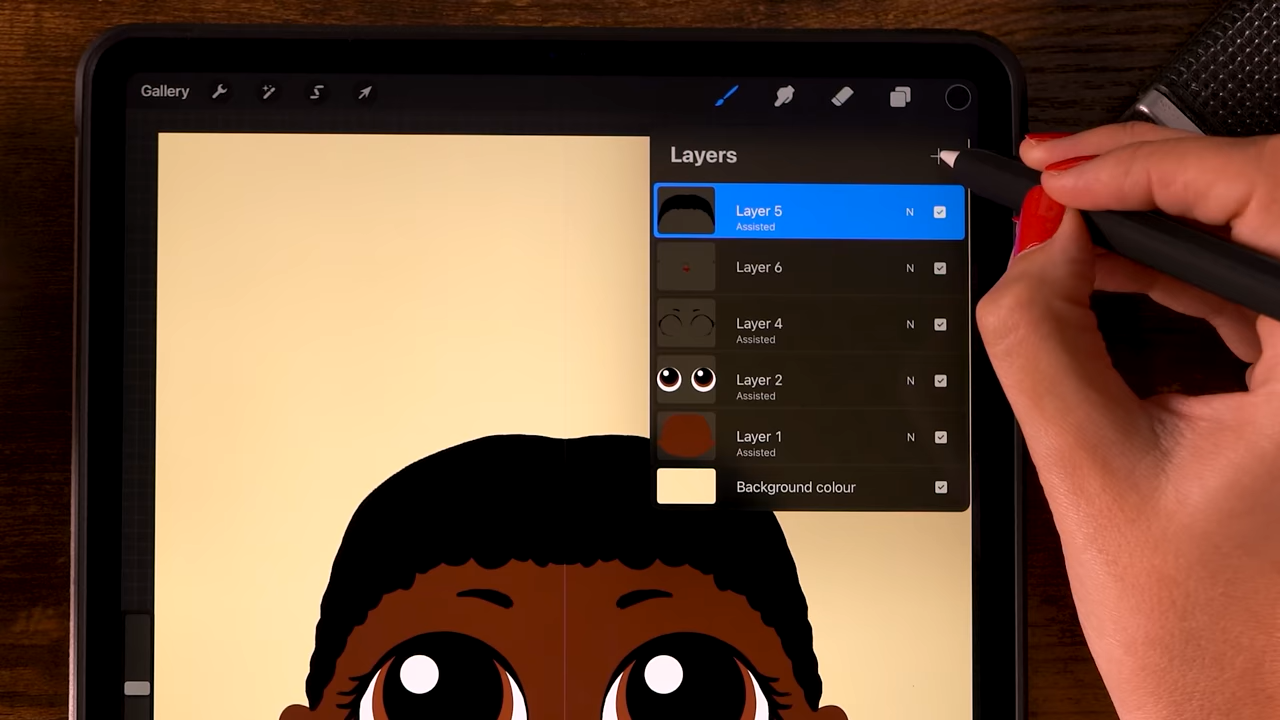 Gallery
Layers
Layer 5 N
Assisted
Layer 6 N
Layer 4 N
Assisted
Layer 2 N
Assisted
Layer 1 N
Assisted
Background colour